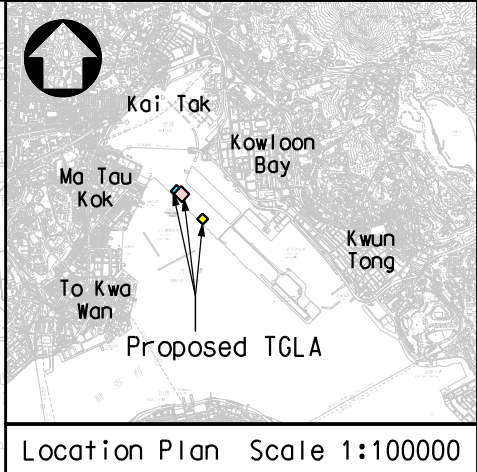 Kai Tak
Kowloon
Bay
Ma Tau
Kok
Kwun
Tong
To Kwa
Wan
Proposed TGLA
Location Plan Scale 1:100000